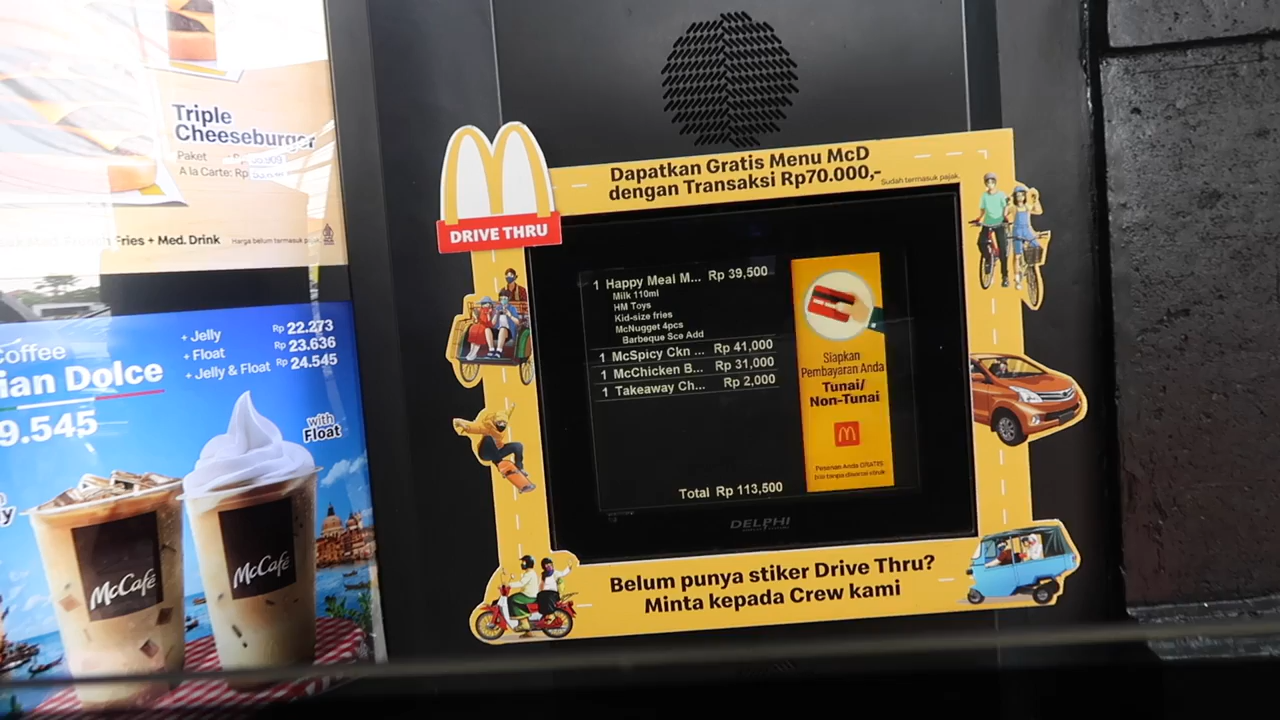 Triple
Cheeseburger
Paket
A la Carte: Rp
Fries + Med. Drink
Harga belum termasuk pajak
Coffee
ian Dolce
9.545
+ Jelly Rp 22.273
+ Float Rp 23.636
+ Jelly & Float Rp 24.545
with
Float
McCafé
McCafé
DRIVE THRU
Dapatkan Gratis Menu McD
dengan Transaksi Rp70.000,-
Sudah termasuk pajak.
1 Happy Meal M... Rp 39,500
Milk 110ml
HM Toys
Kid-size fries
McNugget 4pcs
Barbeque Sce Add
1 McSpicy Ckn ... Rp 41,000
1 McChicken B... Rp 31,000
1 Takeaway Ch... Rp 2,000
Total Rp 113,500
Siapkan
Pembayaran Anda
Tunai/
Non-Tunai
Pesanan Anda GRATIS
DELPHI
Belum punya stiker Drive Thru?
Minta kepada Crew kami